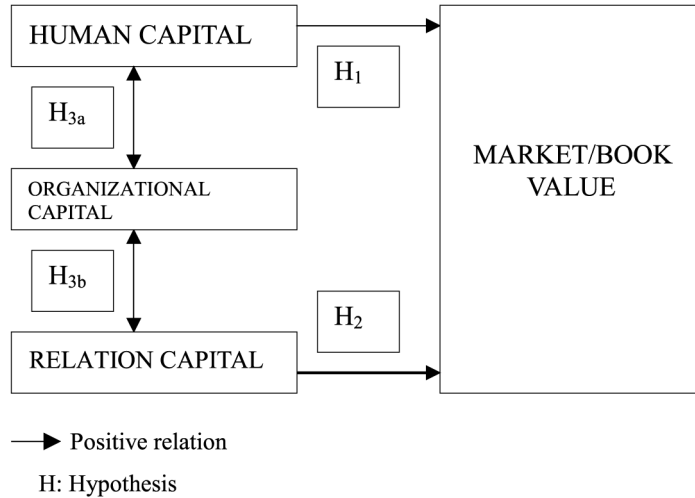 HUMAN CAPITAL
H1
H3a
MARKET/BOOK
VALUE
ORGANIZATIONAL
CAPITAL
H3b
H2
RELATION CAPITAL
Positive relation
H: Hypothesis